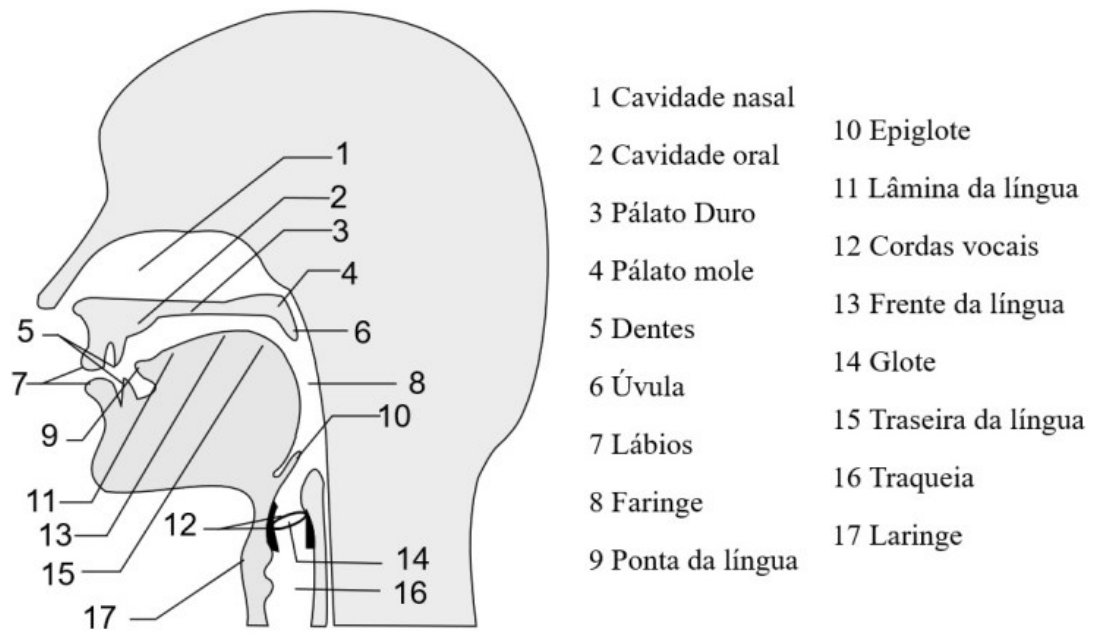 1
2
3
4
5
6
7
8
9
10
11
12
13
14
15
16
17
1 Cavidade nasal
2 Cavidade oral
3 Pálato Duro
4 Pálato mole
5 Dentes
6 Úvula
7 Lábios
8 Faringe
9 Ponta da língua
10 Epiglote
11 Lâmina da língua
12 Cordas vocais
13 Frente da língua
14 Glote
15 Traseira da língua
16 Traqueia
17 Laringe